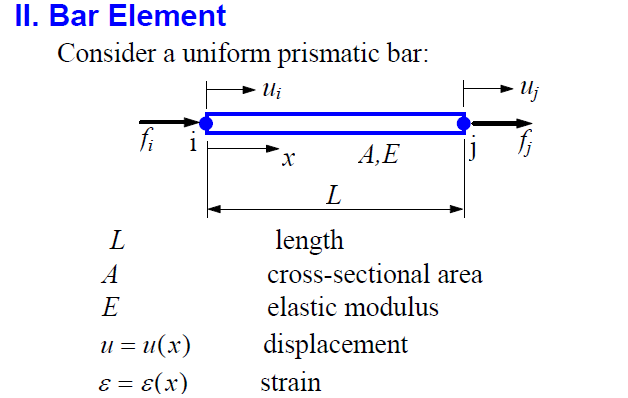 II. Bar Element
Consider a uniform prismatic bar:
uᵢ
uⱼ
fᵢ
i
x
A,E
j
fⱼ
L
L length
A cross-sectional area
E elastic modulus
u = u(x) displacement
ε = ε(x) strain